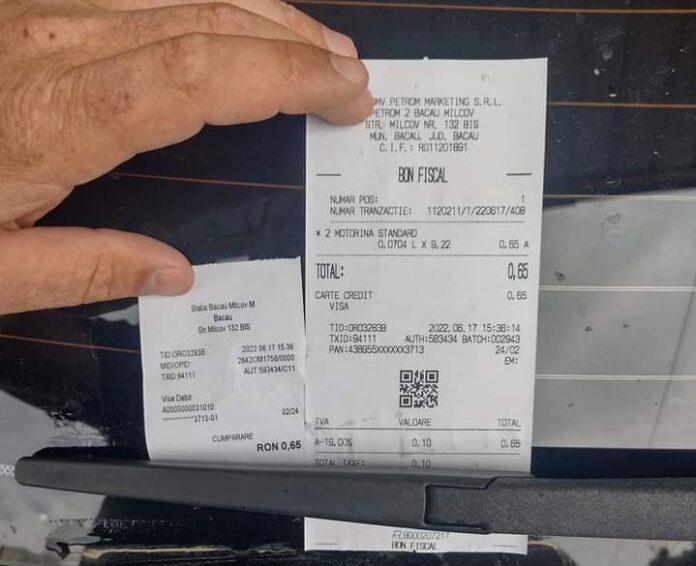 MV PETROM MARKETING S.R.L.
PETROM 2 BACAU MILCOV
STR. MILCOV NR. 132 BIS
MUN. BACAU, JUD. BACAU
C.I.F.: RO11201891
BON FISCAL
NUMAR POS: 1
NUMAR TRANZACTIE: 1120211/1/220617/408
* 2 MOTORINA STANDARD
0,0704 L X 9,22 0,65 A
TOTAL: 0,65
CARTE CREDIT 0,65
VISA
TID:ORO3283B 2022.06.17 15:36:14
TXID:94111 AUTH:583434 BATCH:002943
PAN:438955XXXXXX3713 24/02
EM:
TVA VALOARE TOTAL
A-19,00% 0,10 0,65
TOTAL TAXE: 0,10
BON FISCAL
Statia Bacau Milcov M
Bacau
Str Milcov 132 BIS
TID:ORO3283B 2022.06.17 15.36
MID/OPID: 26420M1758/0000
TXID:94111 AUT 583434/C11
Visa Debit
A0000000031010 02/24
************3713-01
CUMPARARE
RON 0,65